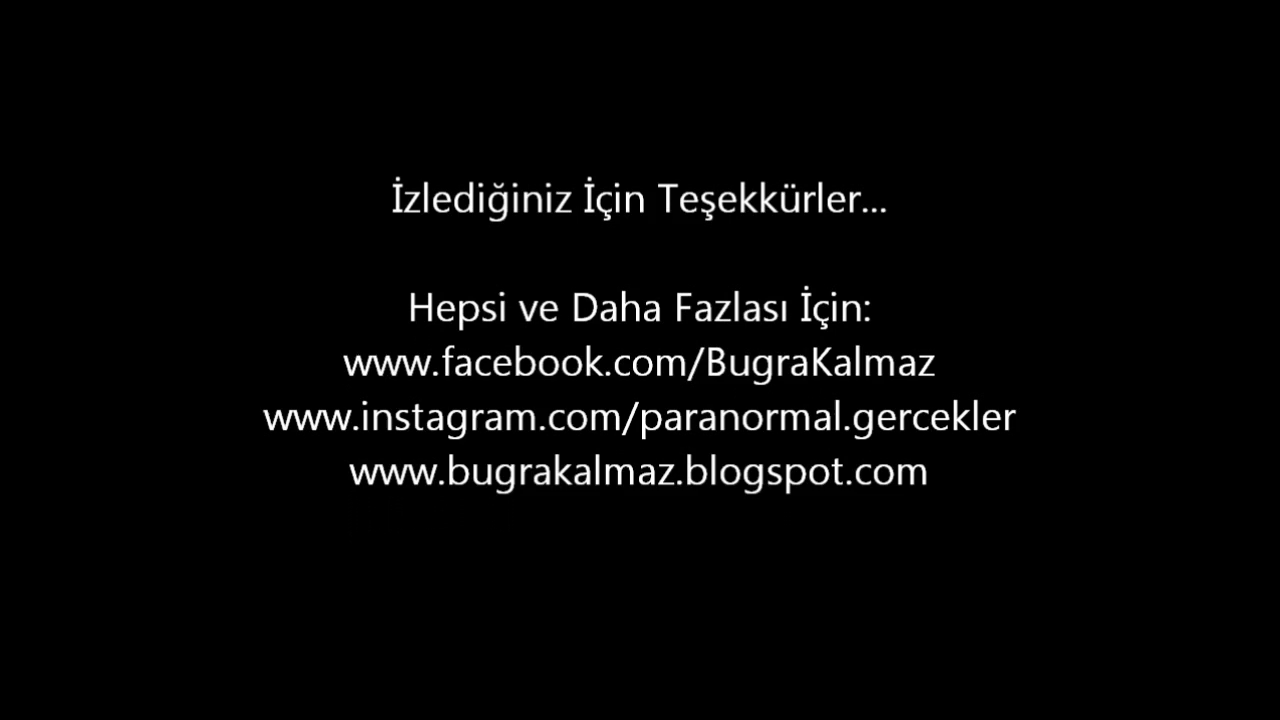 İzlediğiniz İçin Teşekkürler...
Hepsi ve Daha Fazlası İçin:
www.facebook.com/BugraKalmaz
www.instagram.com/paranormal.gercekler
www.bugrakalmaz.blogspot.com